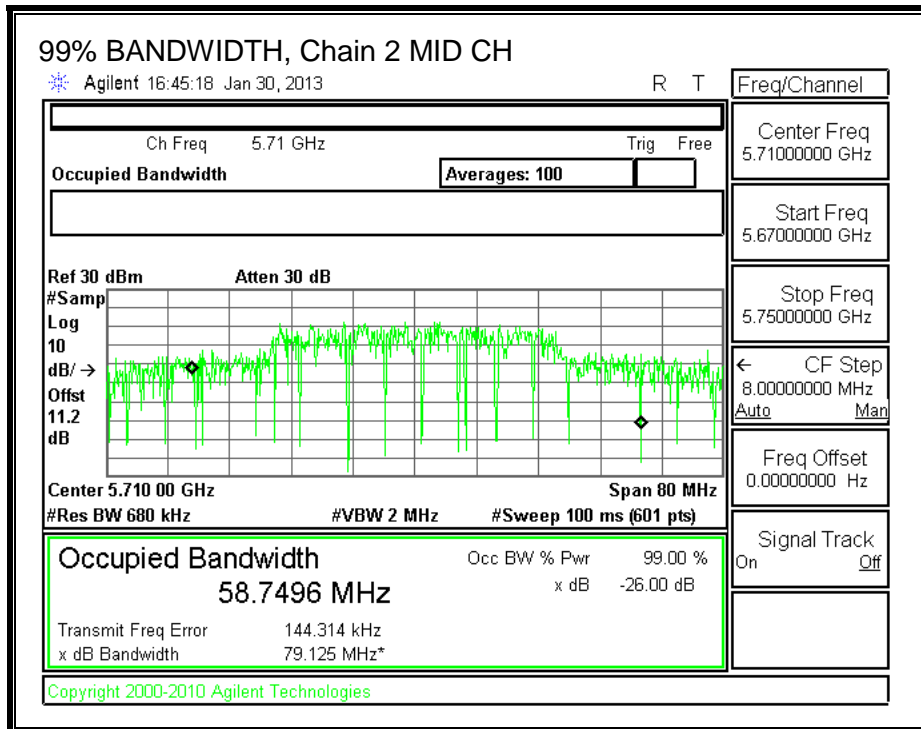 99% BANDWIDTH, Chain 2 MID CH
Agilent 16:45:18 Jan 30, 2013 R T
Freq/Channel
Ch Freq 5.71 GHz Trig Free
Occupied Bandwidth Averages: 100
Center Freq
5.71000000 GHz
Start Freq
5.67000000 GHz
Stop Freq
5.75000000 GHz
← CF Step
8.00000000 MHz
Auto Man
Freq Offset
0.00000000 Hz
Signal Track
On Off
Ref 30 dBm Atten 30 dB
#Samp
Log
10
dB/ →
Offst
11.2
dB
Center 5.710 00 GHz Span 80 MHz
#Res BW 680 kHz #VBW 2 MHz #Sweep 100 ms (601 pts)
Occupied Bandwidth Occ BW % Pwr 99.00 %
58.7496 MHz x dB -26.00 dB
Transmit Freq Error 144.314 kHz
x dB Bandwidth 79.125 MHz*
Copyright 2000-2010 Agilent Technologies